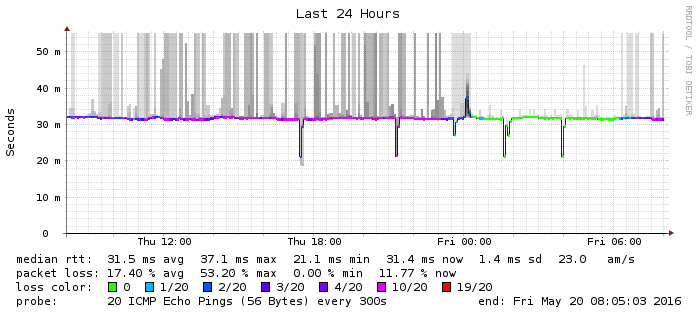 Last 24 Hours
RRDTOOL / TOBI OETIKER
Seconds
50 m
40 m
30 m
20 m
10 m
0
Thu 12:00 Thu 18:00 Fri 00:00 Fri 06:00
median rtt: 31.5 ms avg 37.1 ms max 21.1 ms min 31.4 ms now 1.4 ms sd 23.0 am/s
packet loss: 17.40 % avg 53.20 % max 0.00 % min 11.77 % now
loss color: 0 1/20 2/20 3/20 4/20 10/20 19/20
probe: 20 ICMP Echo Pings (56 Bytes) every 300s end: Fri May 20 08:05:03 2016